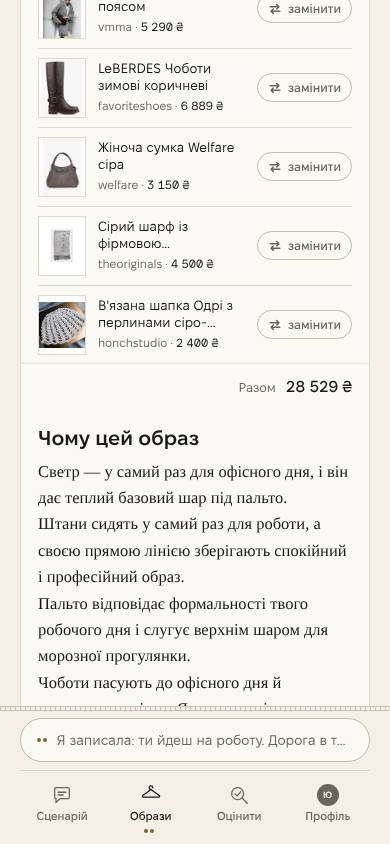 поясом
vmma · 5 290 ₴
замінити
LeBERDES Чоботи
зимові коричневі
favoriteshoes · 6 889 ₴
замінити
Жіноча сумка Welfare
сіра
welfare · 3 150 ₴
замінити
Сірий шарф із
фірмовою...
theoriginals · 4 500 ₴
замінити
В'язана шапка Одрі з
перлинами сіро-...
honchstudio · 2 400 ₴
замінити
Разом 28 529 ₴
Чому цей образ
Светр — у самий раз для офісного дня, і він
дає теплий базовий шар під пальто.
Штани сидять у самий раз для роботи, а
своєю прямою лінією зберігають спокійний
і професійний образ.
Пальто відповідає формальності твого
робочого дня і слугує верхнім шаром для
морозної прогулянки.
Чоботи пасують до офісного дня й
Я записала: ти йдеш на роботу. Дорога в т...
Сценарій
Образи
Оцінити
Ю
Профіль